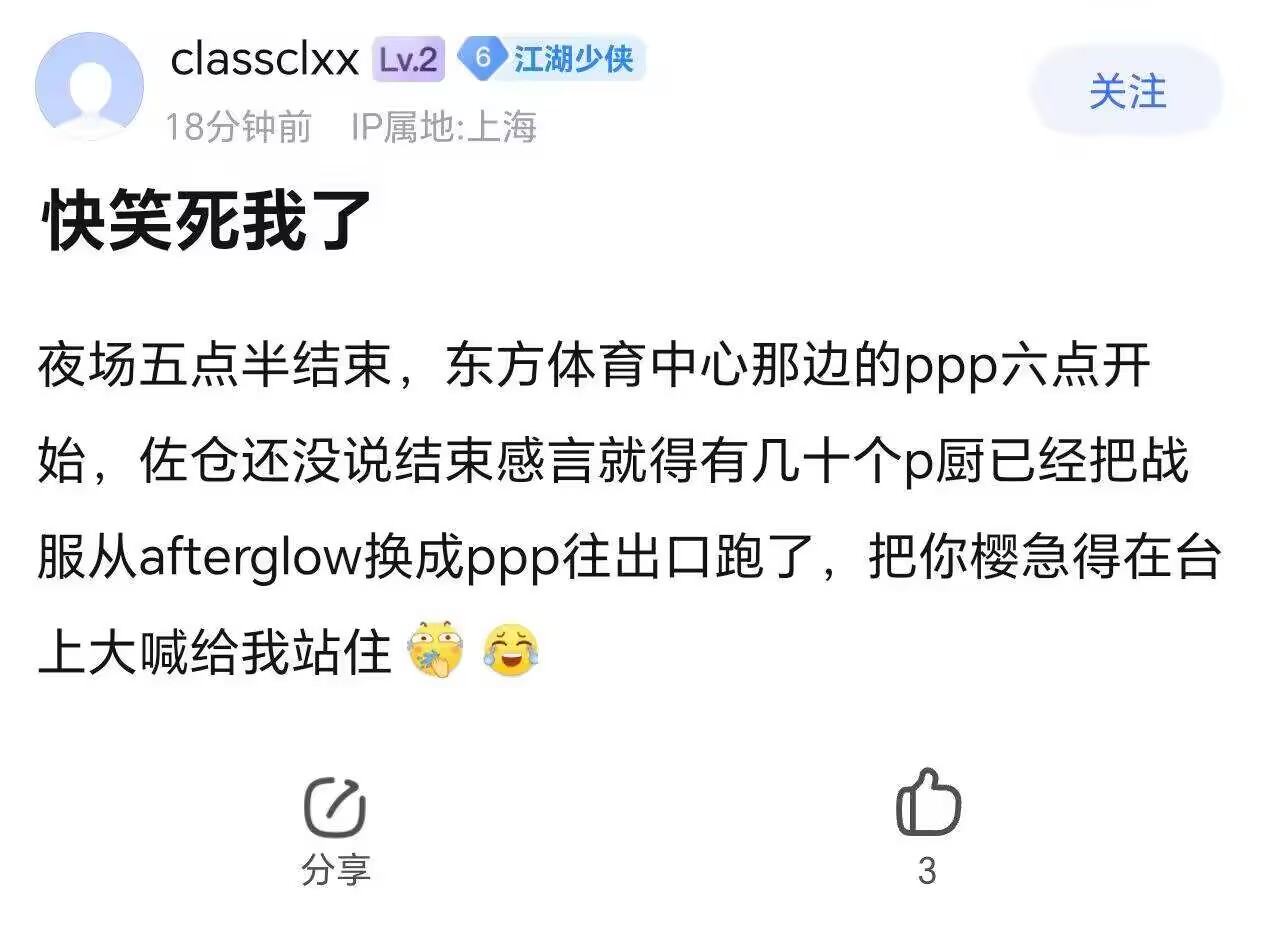 classclxx Lv.2 6 江湖少侠
18分钟前 IP属地:上海
关注
快笑死我了
夜场五点半结束，东方体育中心那边的ppp六点开
始，佐仓还没说结束感言就得有几十个p厨已经把战
服从afterglow换成ppp往出口跑了，把你樱急得在台
上大喊给我站住
分享
3